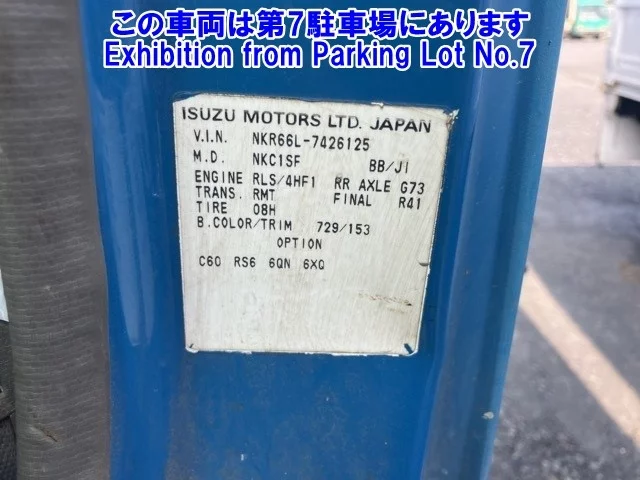 この車両は第7駐車場にあります
Exhibition from Parking Lot No.7
ISUZU MOTORS LTD. JAPAN
V.I.N. NKR66L-7426125
M.D. NKC1SF BB/J1
ENGINE RLS/4HF1 RR AXLE G73
TRANS. RMT FINAL R41
TIRE 08H
B.COLOR/TRIM 729/153
OPTION
C60 RS6 6QN 6XQ